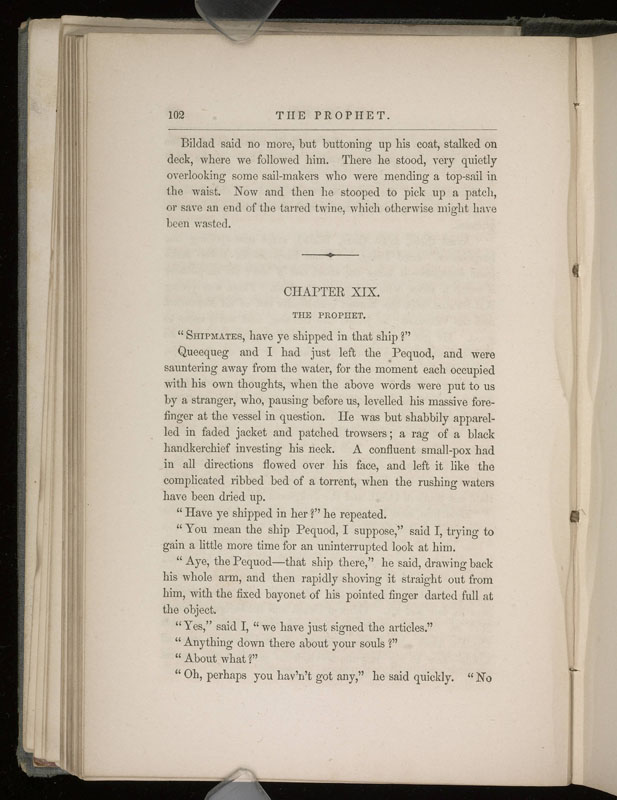 102 THE PROPHET.
Bildad said no more, but buttoning up his coat, stalked on
deck, where we followed him. There he stood, very quietly
overlooking some sail-makers who were mending a top-sail in
the waist. Now and then he stooped to pick up a patch,
or save an end of the tarred twine, which otherwise might have
been wasted.
CHAPTER XIX.
THE PROPHET.
“SHIPMATES, have ye shipped in that ship?”
Queequeg and I had just left the Pequod, and were
sauntering away from the water, for the moment each occupied
with his own thoughts, when the above words were put to us
by a stranger, who, pausing before us, levelled his massive fore-
finger at the vessel in question. He was but shabbily apparel-
led in faded jacket and patched trowsers; a rag of a black
handkerchief investing his neck. A confluent small-pox had
in all directions flowed over his face, and left it like the
complicated ribbed bed of a torrent, when the rushing waters
have been dried up.
“Have ye shipped in her?” he repeated.
“You mean the ship Pequod, I suppose,” said I, trying to
gain a little more time for an uninterrupted look at him.
“Aye, the Pequod—that ship there,” he said, drawing back
his whole arm, and then rapidly shoving it straight out from
him, with the fixed bayonet of his pointed finger darted full at
the object.
“Yes,” said I, “we have just signed the articles.”
“Anything down there about your souls?”
“About what?”
“Oh, perhaps you hav'n't got any,” he said quickly. “No